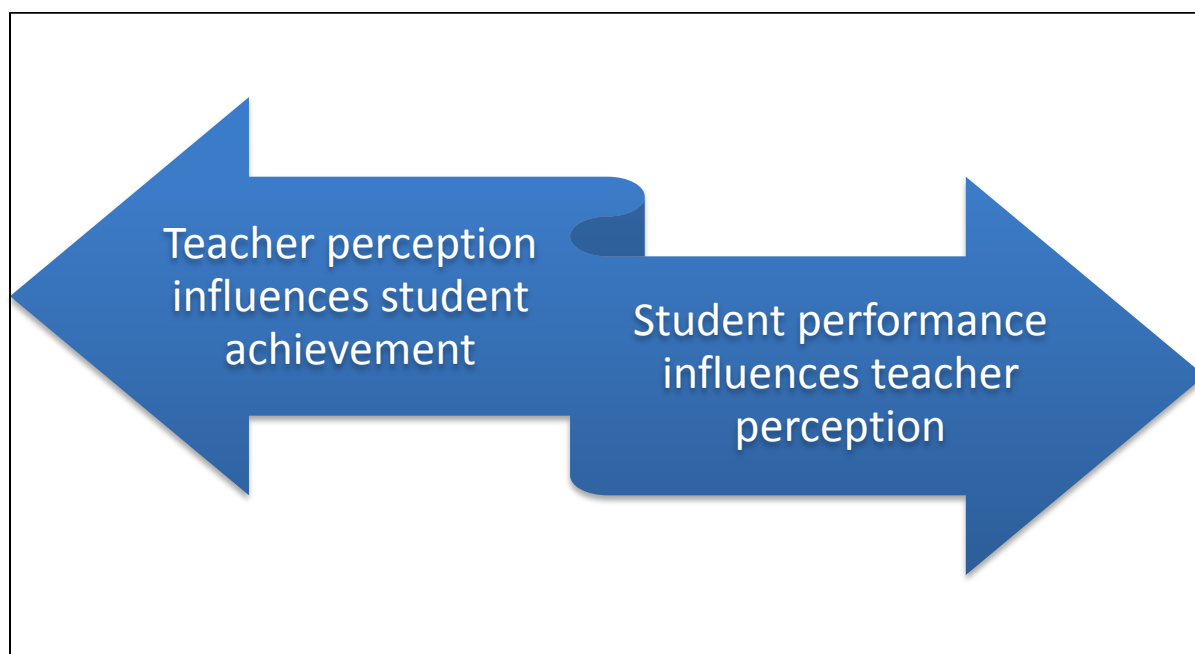 Teacher perception
influences student
achievement
Student performance
influences teacher
perception